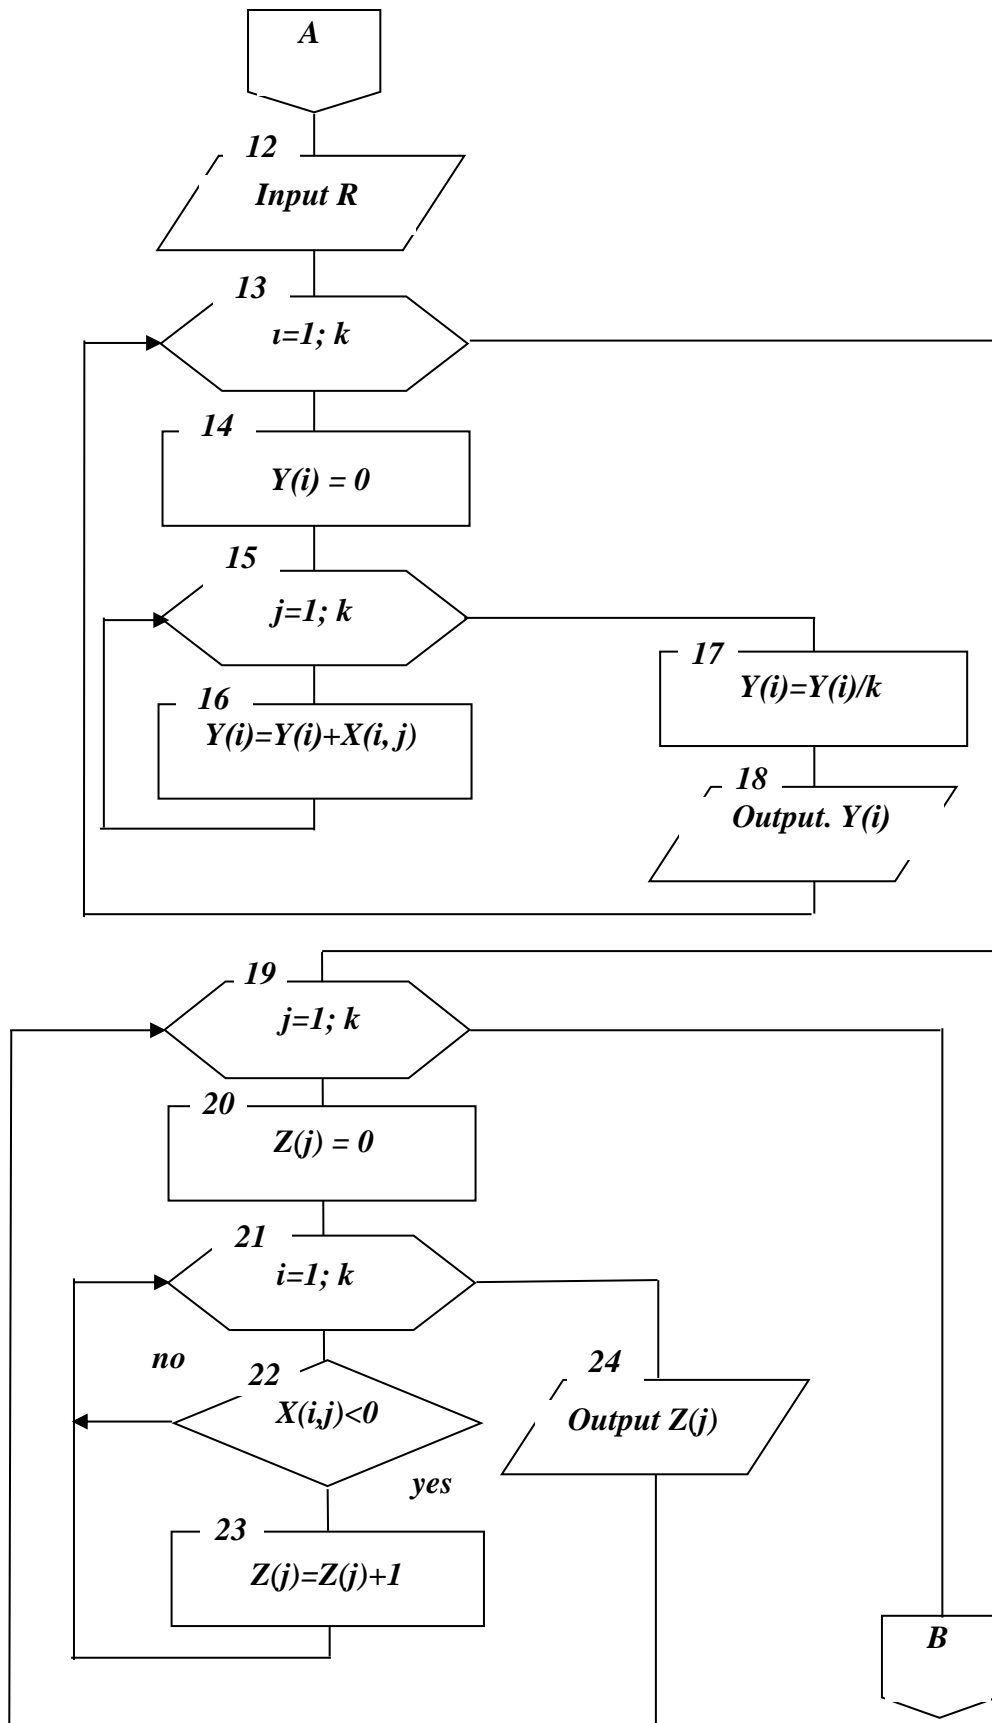 A
12
Input R
13
ı=1; k
14
Y(i) = 0
15
j=1; k
16
Y(i)=Y(i)+X(i, j)
17
Y(i)=Y(i)/k
18
Output. Y(i)
19
j=1; k
20
Z(j) = 0
21
i=1; k
no
22
X(i,j)<0
yes
23
Z(j)=Z(j)+1
24
Output Z(j)
B